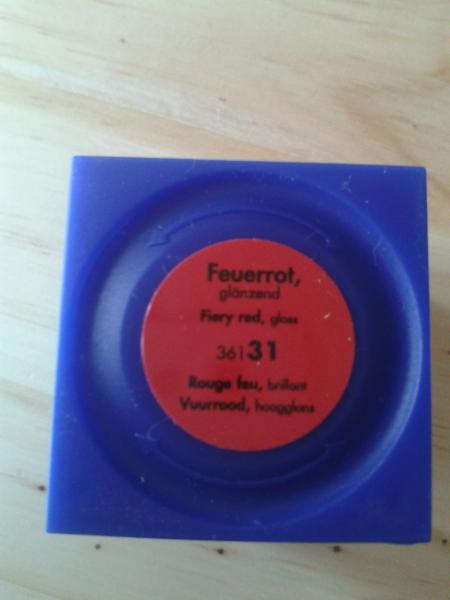 Feuerrot,
glänzend
Fiery red, gloss
36131
Rouge feu, brillant
Vuurrood, hoogglans